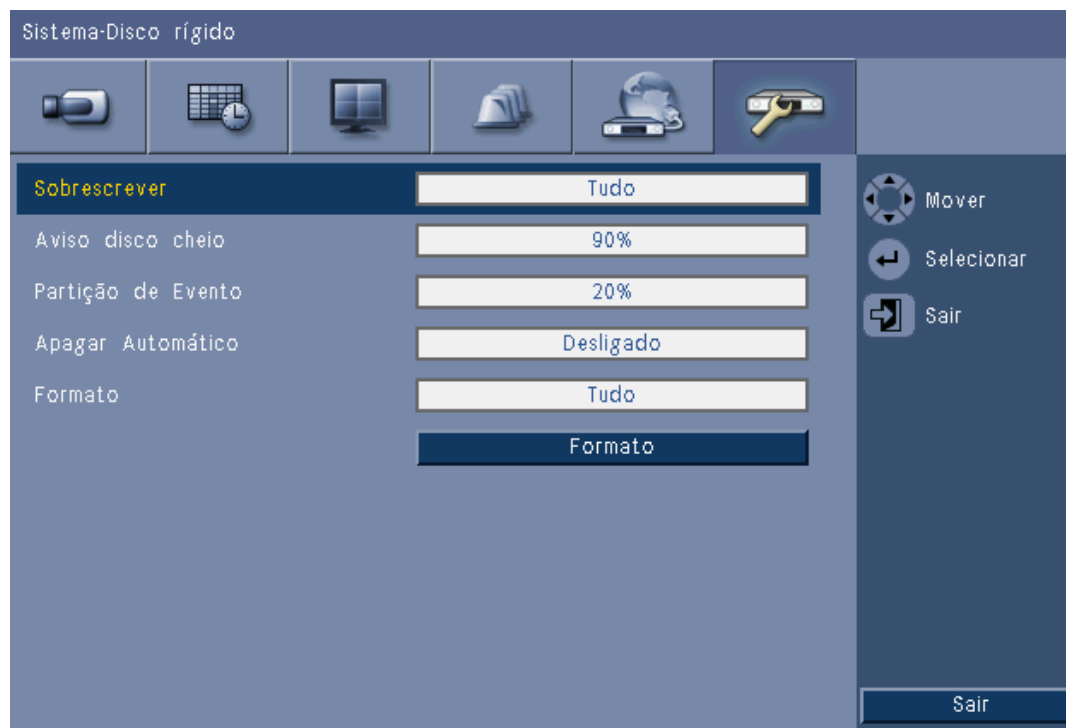 Sistema-Disco rígido
Sobrescrever Tudo
Aviso disco cheio 90%
Partição de Evento 20%
Apagar Automático Desligado
Formato Tudo
Formato
Mover
Selecionar
Sair
Sair